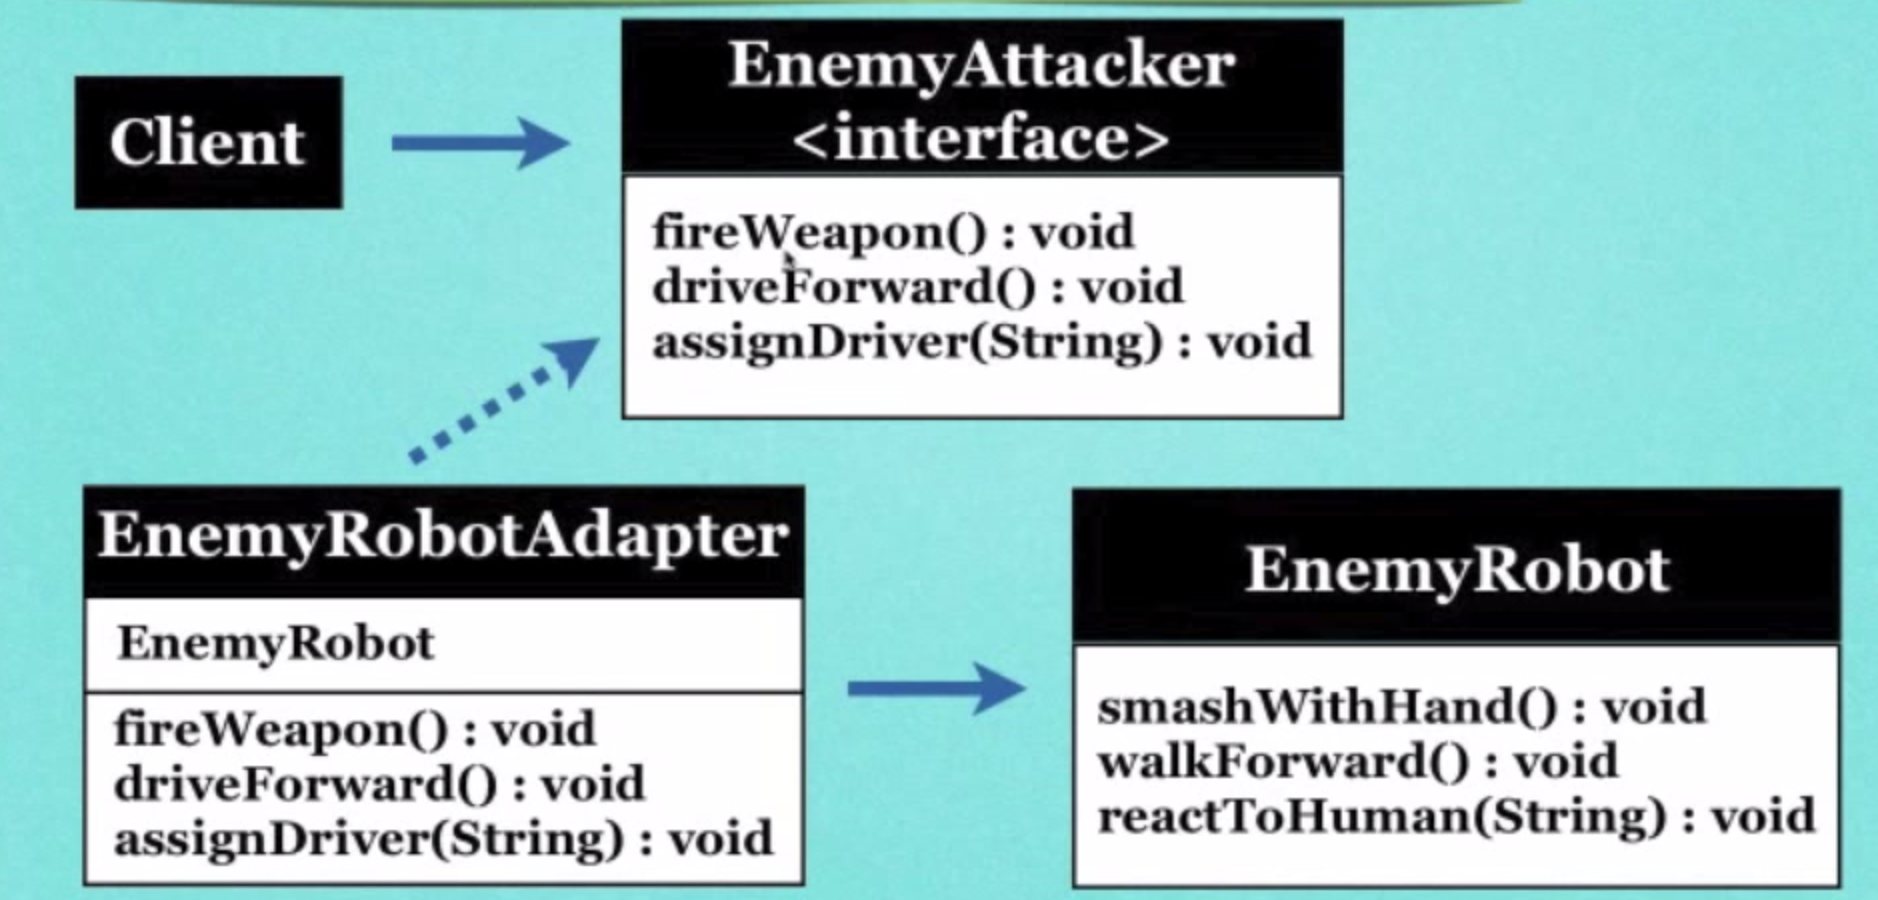 Client
EnemyAttacker
<interface>
fireWeapon() : void
driveForward() : void
assignDriver(String) : void
EnemyRobotAdapter
EnemyRobot
fireWeapon() : void
driveForward() : void
assignDriver(String) : void
EnemyRobot
smashWithHand() : void
walkForward() : void
reactToHuman(String) : void